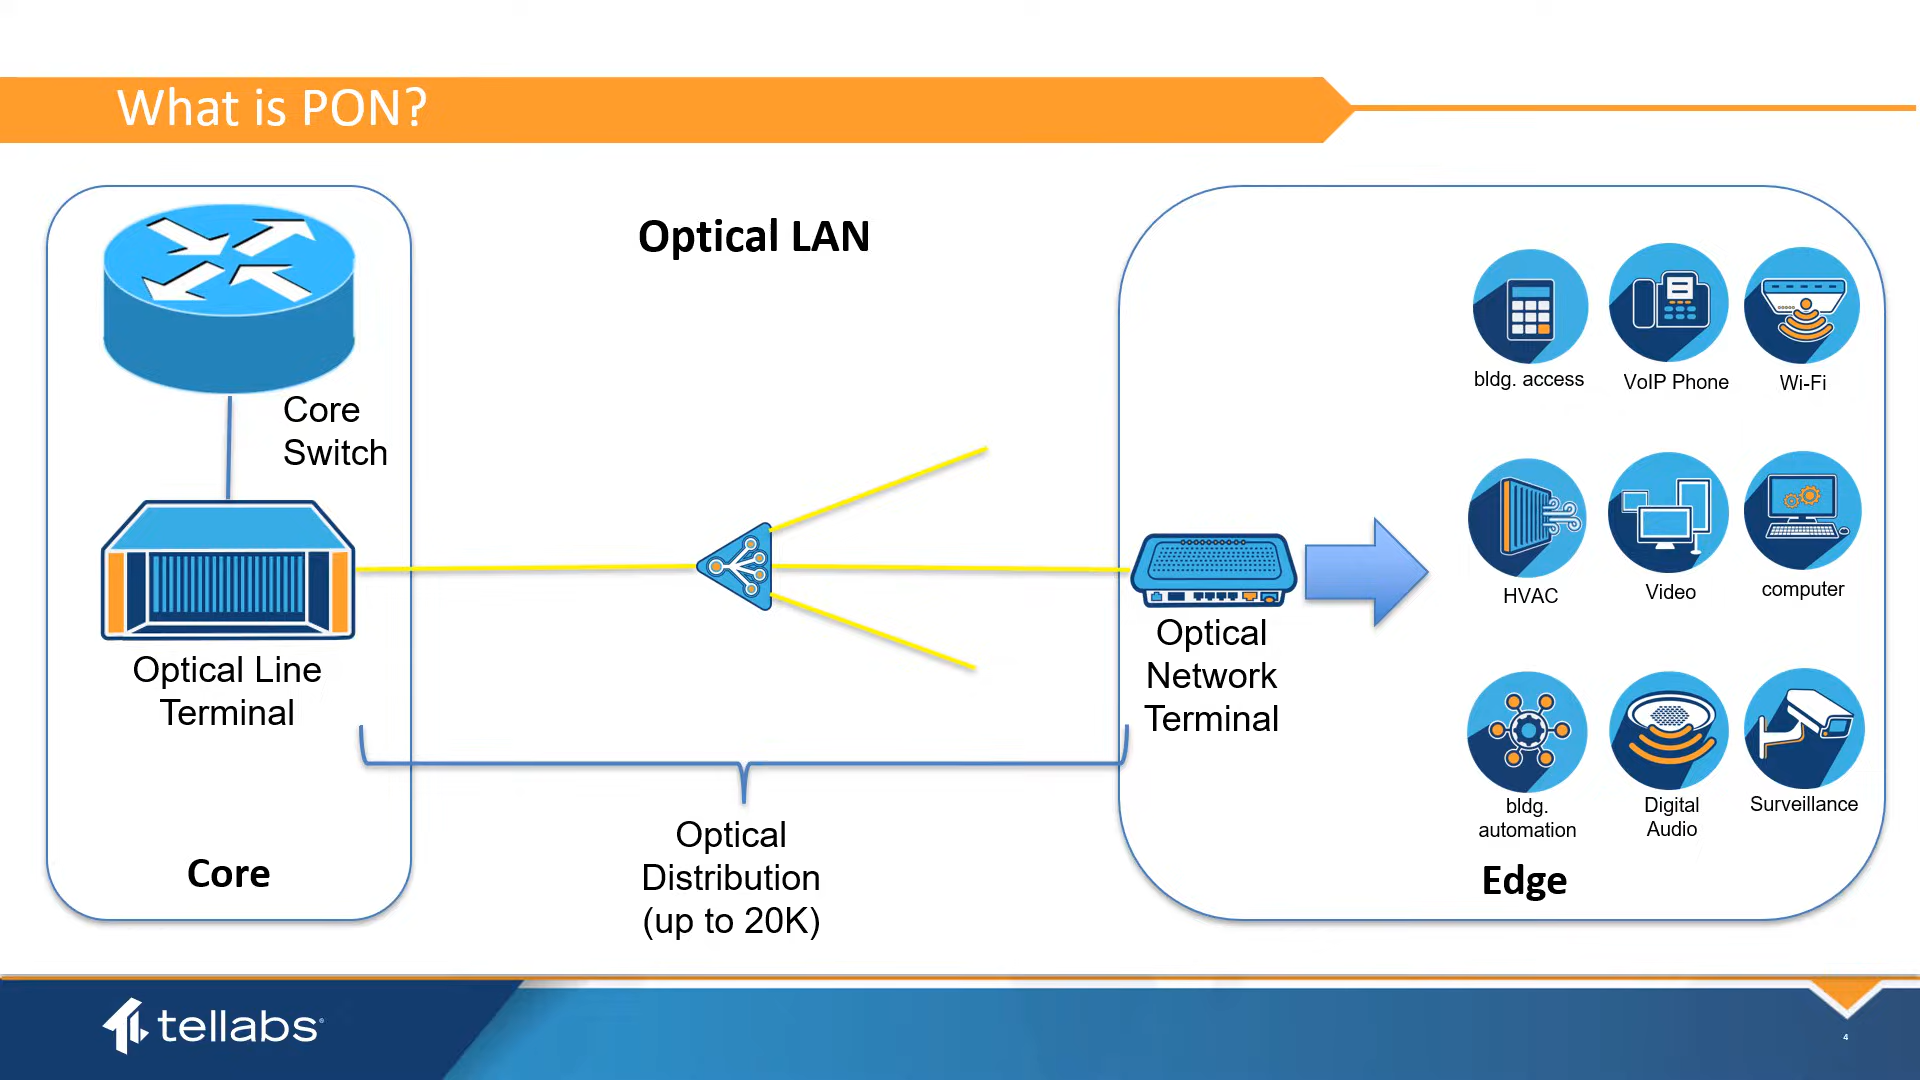 What is PON?
Optical LAN
Core
Switch
Optical Line
Terminal
Core
Optical
Distribution
(up to 20K)
Optical
Network
Terminal
bldg. access
VoIP Phone
Wi-Fi
HVAC
Video
computer
bldg.
automation
Digital
Audio
Surveillance
Edge
tellabs
4